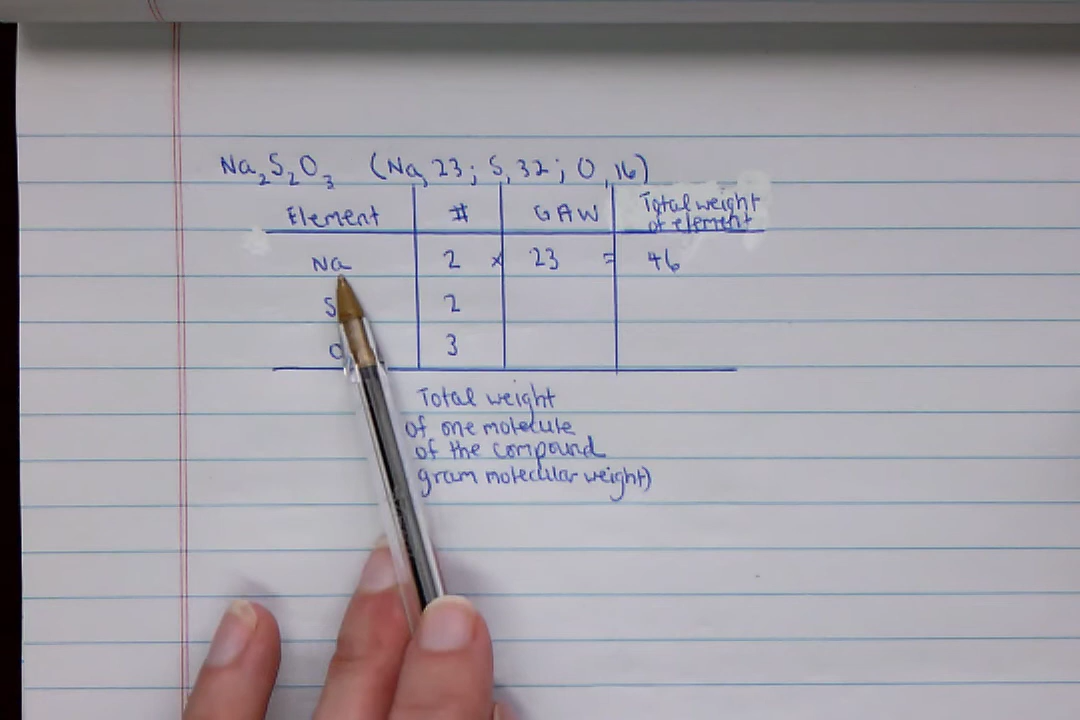 Na₂S₂O₃ (Na, 23; S, 32; O, 16)
Element # GAW Total weight
of element
Na 2 x 23 = 46
S 2
O 3
Total weight
of one molecule
of the compound
gram molecular weight)